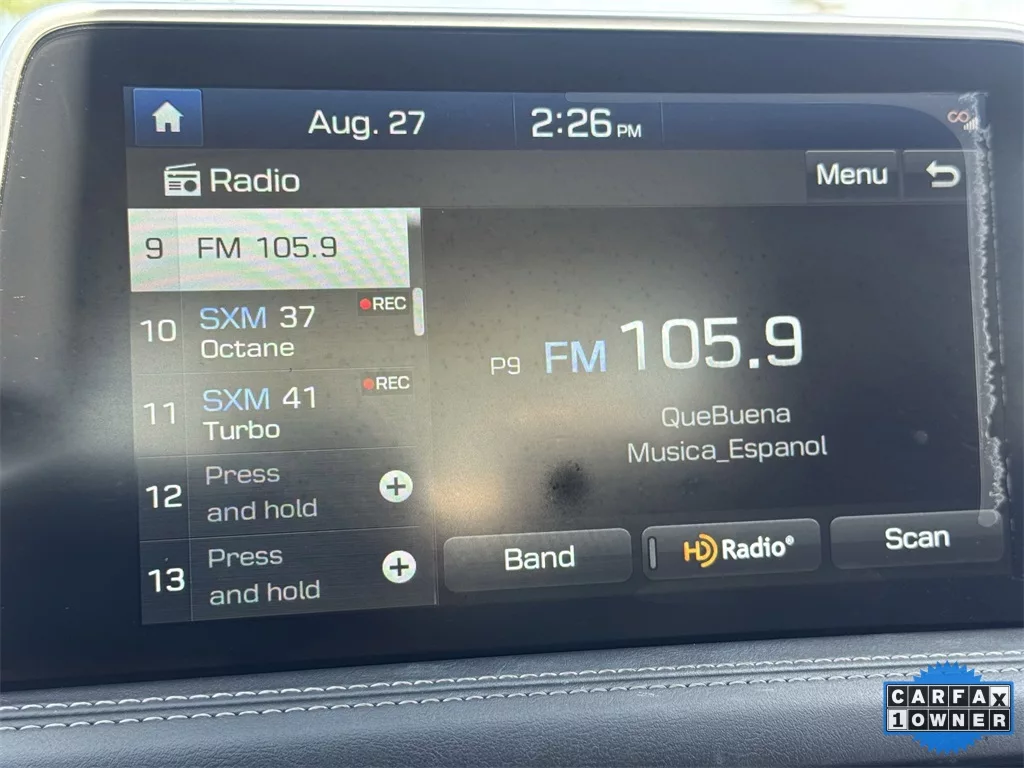 Aug. 27
2:26 PM
Radio
Menu
9 FM 105.9
10 SXM 37 REC
Octane
11 SXM 41 REC
Turbo
12 Press
and hold
13 Press
and hold
P9 FM 105.9
QueBuena
Musica_Espanol
Band
HD Radio®
Scan
CARFAX
1 OWNER